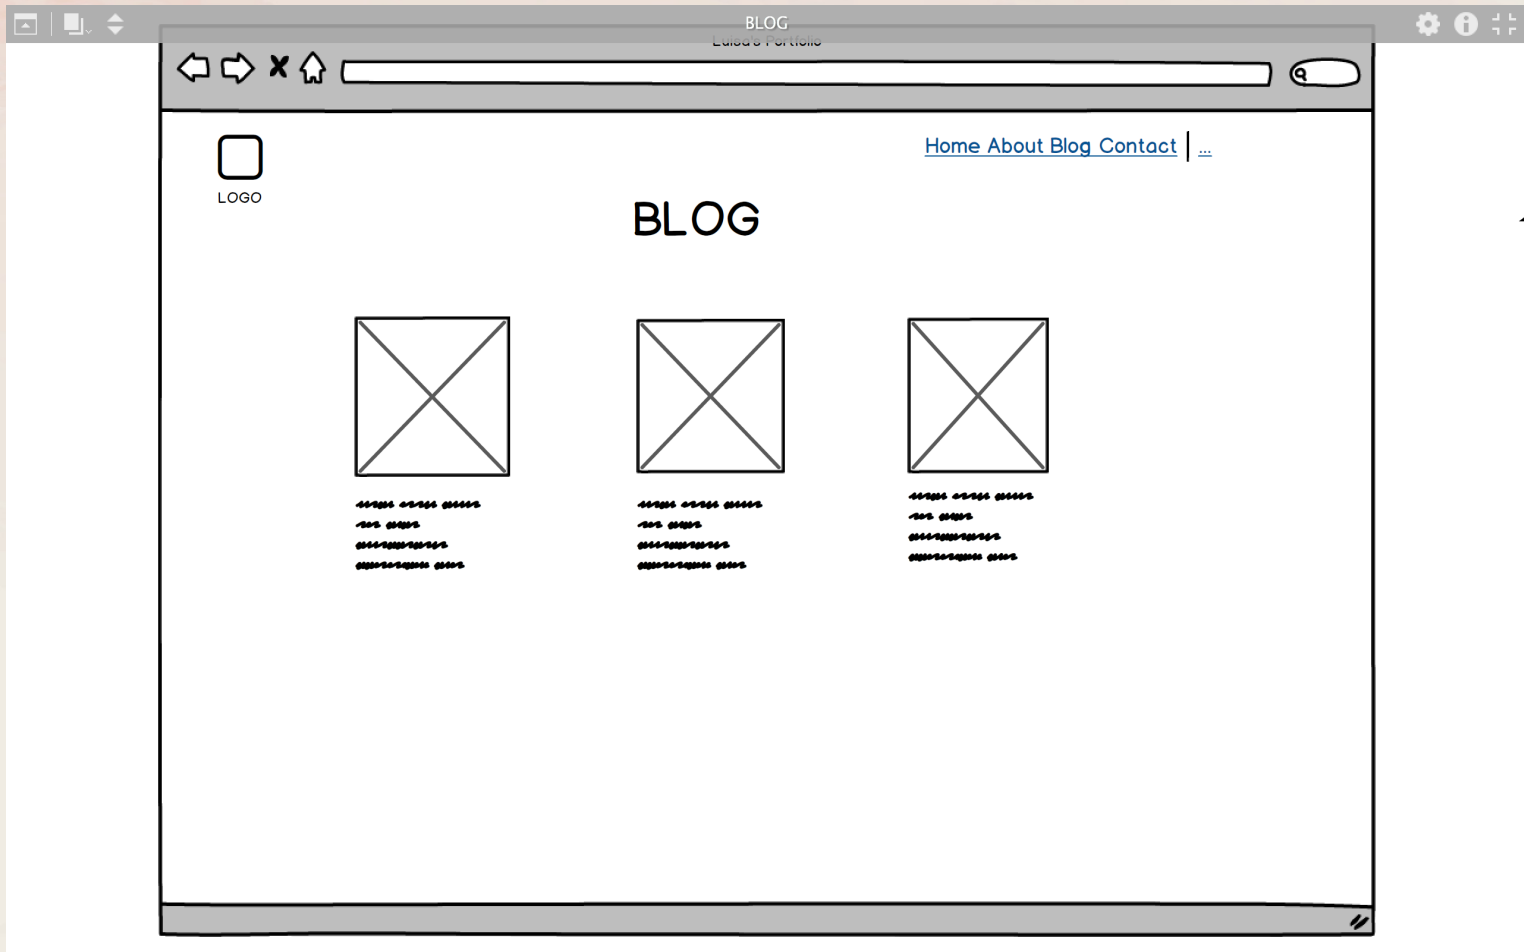 BLOG
Luisa's Portfolio
Home About Blog Contact | ...
LOGO
BLOG